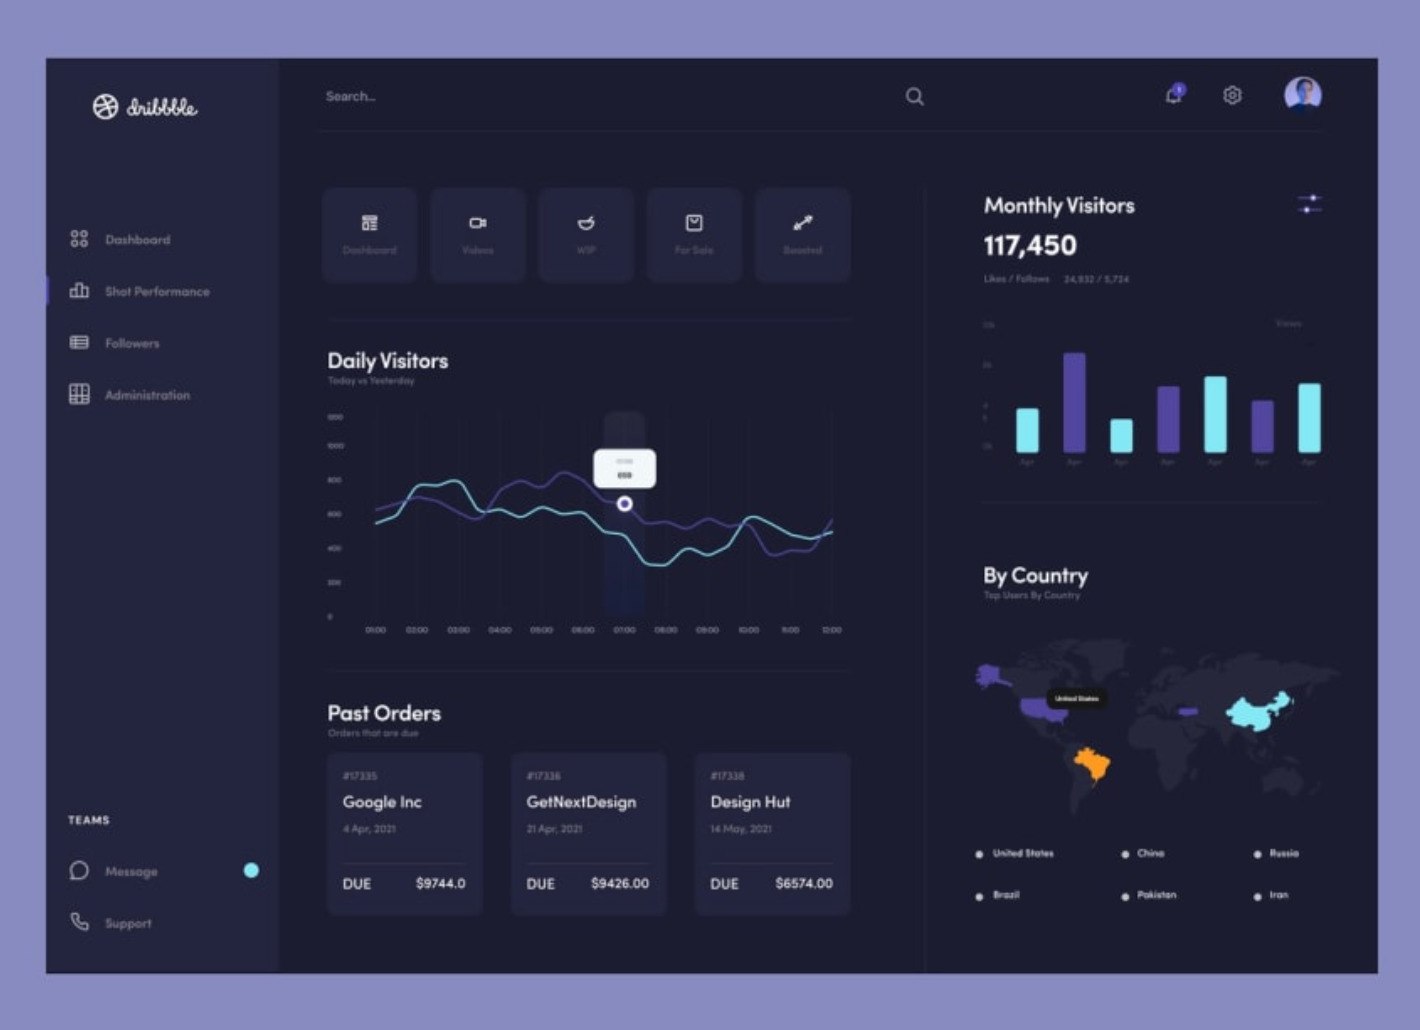 dribbble
Search...
Dashboard
Shot Performance
Followers
Administration
TEAMS
Message
Support
Dashboard
Videos
WIP
For Sale
Boosted
Daily Visitors
Today vs Yesterday
1000
800
600
400
200
0
01:00 02:00 03:00 04:00 05:00 06:00 07:00 08:00 09:00 10:00 11:00 12:00
Past Orders
Orders that are due
#17335
Google Inc
4 Apr, 2021
DUE $9744.0
#17336
GetNextDesign
21 Apr, 2021
DUE $9426.00
#17338
Design Hut
14 May, 2021
DUE $6574.00
Monthly Visitors
117,450
Likes / Follows 24,932 / 5,724
Views
Apr Apr Apr Apr Apr Apr Apr
By Country
Top Users By Country
United States
United States China Russia
Brazil Pakistan Iran